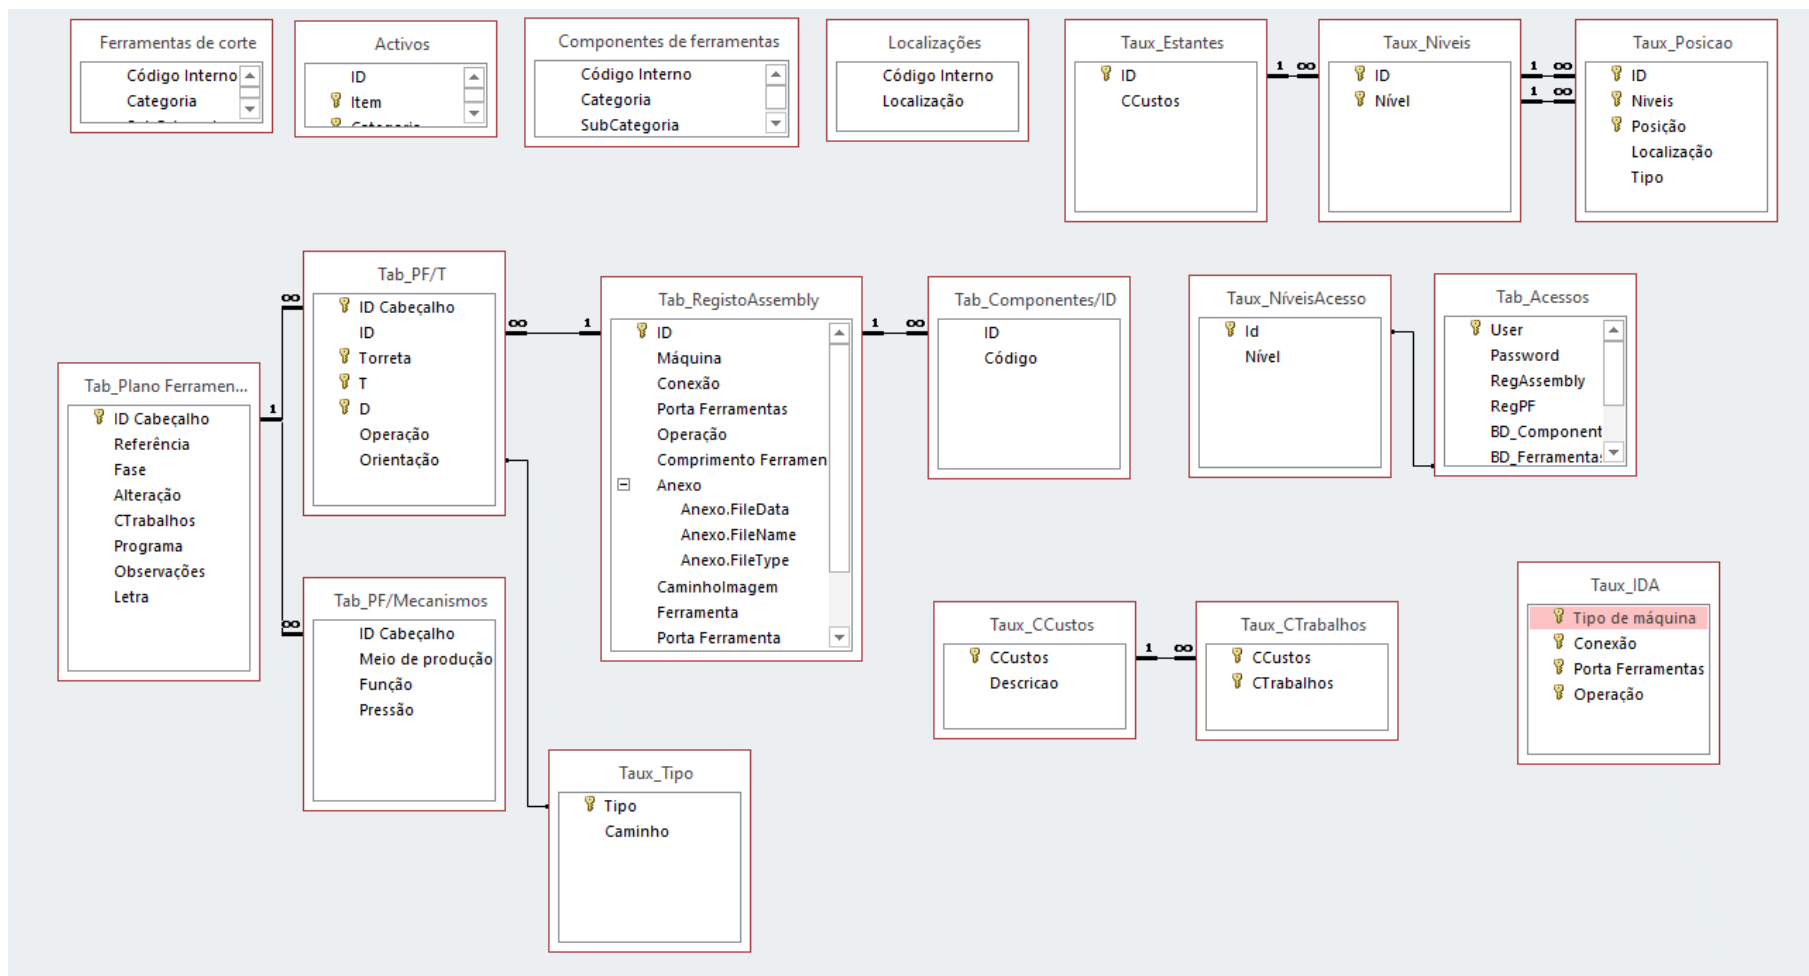 Ferramentas de corte
Código Interno
Categoria
Activos
ID
Item
Categoria
Componentes de ferramentas
Código Interno
Categoria
SubCategoria
Localizações
Código Interno
Localização
Taux_Estantes
ID
CCustos
Taux_Niveis
ID
Nível
Taux_Posicao
ID
Niveis
Posição
Localização
Tipo
1 ∞
1 ∞
1 ∞
Tab_Plano Ferramen...
ID Cabeçalho
Referência
Fase
Alteração
CTrabalhos
Programa
Observações
Letra
1
∞
∞
Tab_PF/T
ID Cabeçalho
ID
Torreta
T
D
Operação
Orientação
∞ 1
Tab_RegistoAssembly
ID
Máquina
Conexão
Porta Ferramentas
Operação
Comprimento Ferramen
Anexo
Anexo.FileData
Anexo.FileName
Anexo.FileType
CaminhoImagem
Ferramenta
Porta Ferramenta
1 ∞
Tab_Componentes/ID
ID
Código
Taux_NíveisAcesso
Id
Nível
Tab_Acessos
User
Password
RegAssembly
RegPF
BD_Component
BD_Ferramentas
Tab_PF/Mecanismos
ID Cabeçalho
Meio de produção
Função
Pressão
Taux_Tipo
Tipo
Caminho
Taux_CCustos
CCustos
Descricao
1 ∞
Taux_CTrabalhos
CCustos
CTrabalhos
Taux_IDA
Tipo de máquina
Conexão
Porta Ferramentas
Operação